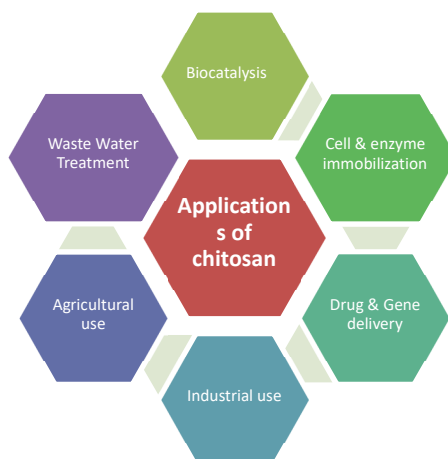 Biocatalysis
Waste Water
Treatment
Cell & enzyme
immobilization
Application
s of
chitosan
Agricultural
use
Drug & Gene
delivery
Industrial use